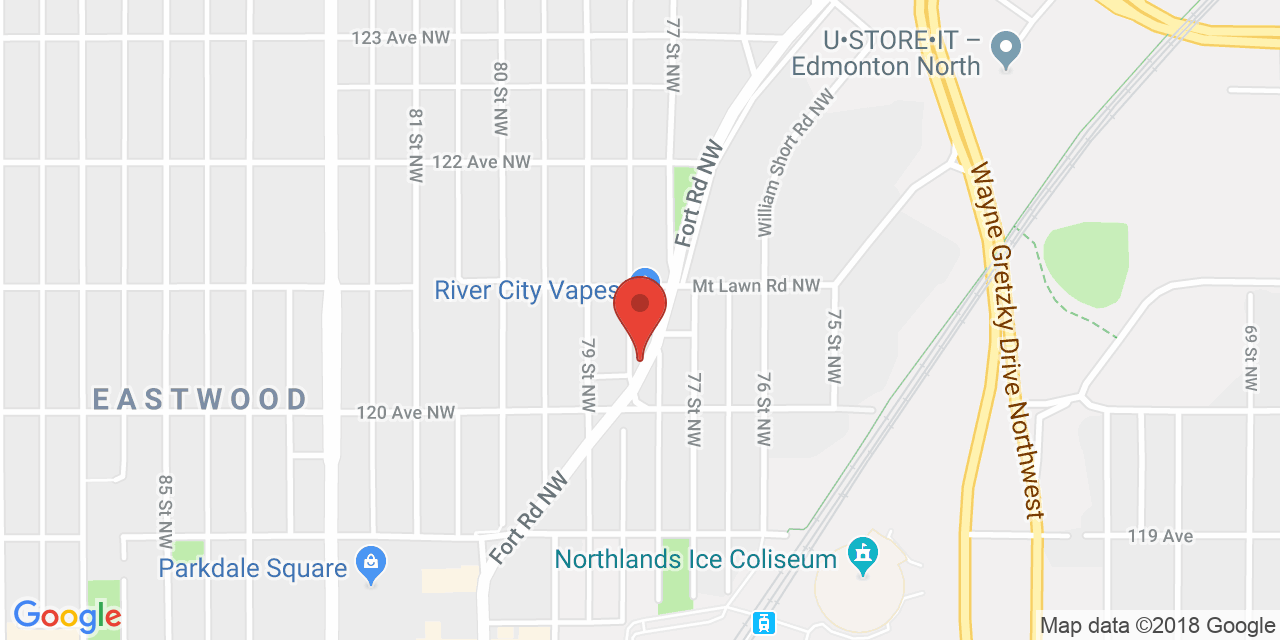 123 Ave NW
77 St NW
U•STORE•IT –
Edmonton North
80 St NW
81 St NW
122 Ave NW
Fort Rd NW
William Short Rd NW
Wayne Gretzky Drive Northwest
River City Vapes
Mt Lawn Rd NW
75 St NW
69 St NW
79 St NW
EASTWOOD
120 Ave NW
77 St NW
76 St NW
85 St NW
Fort Rd NW
119 Ave
Parkdale Square
Northlands Ice Coliseum
Google
Map data ©2018 Google